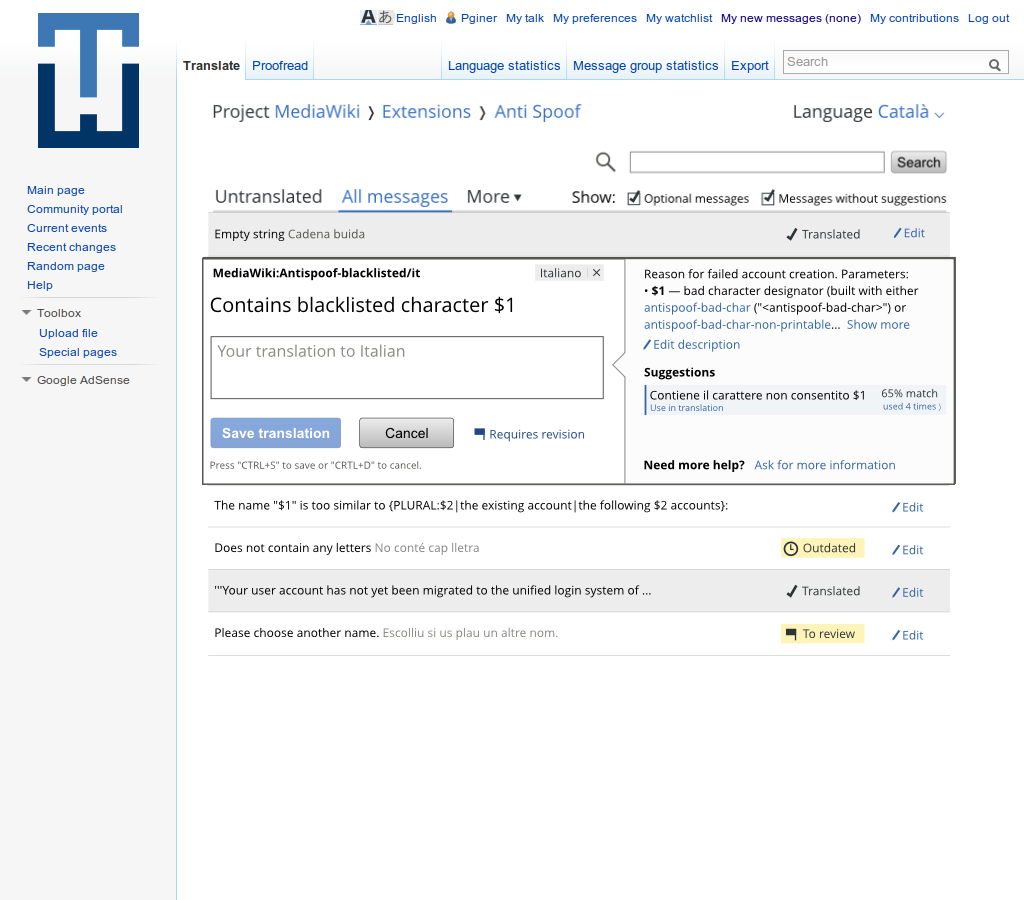 English Pginer My talk My preferences My watchlist My new messages (none) My contributions Log out
Translate Proofread Language statistics Message group statistics Export Search
Project MediaWiki ❭ Extensions ❭ Anti Spoof Language Català
Search
Untranslated All messages More ▾ Show: Optional messages Messages without suggestions
Main page
Community portal
Current events
Recent changes
Random page
Help
Toolbox
Upload file
Special pages
Google AdSense
Empty string Cadena buida Translated Edit
MediaWiki:Antispoof-blacklisted/it Italiano ×
Contains blacklisted character $1
Your translation to Italian
Save translation Cancel Requires revision
Press "CTRL+S" to save or "CRTL+D" to cancel.
Reason for failed account creation. Parameters:
• $1 — bad character designator (built with either
antispoof-bad-char ("<antispoof-bad-char>") or
antispoof-bad-char-non-printable... Show more
Edit description
Suggestions
Contiene il carattere non consentito $1 65% match
Use in translation used 4 times ⟩
Need more help? Ask for more information
The name "$1" is too similar to {PLURAL:$2|the existing account|the following $2 accounts}: Edit
Does not contain any letters No conté cap lletra Outdated Edit
'''Your user account has not yet been migrated to the unified login system of ... Translated Edit
Please choose another name. Escolliu si us plau un altre nom. To review Edit